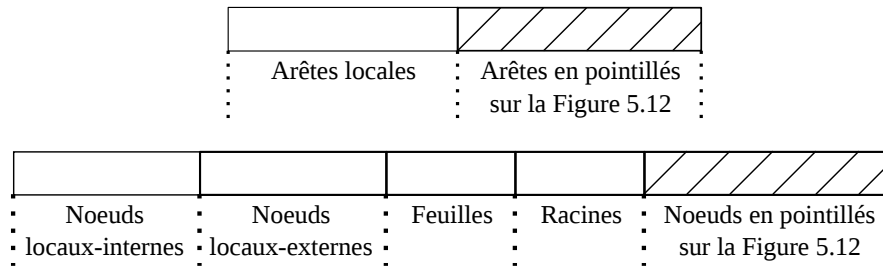 Arêtes locales
Arêtes en pointillés
sur la Figure 5.12
Noeuds
locaux-internes
Noeuds
locaux-externes
Feuilles
Racines
Noeuds en pointillés
sur la Figure 5.12